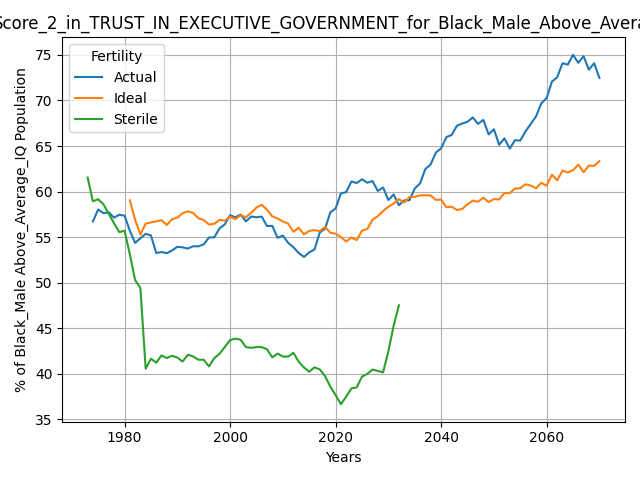 Score_2_in_TRUST_IN_EXECUTIVE_GOVERNMENT_for_Black_Male_Above_Avera
% of Black_Male Above_Average_IQ Population
Fertility
Actual
Ideal
Sterile
75
70
65
60
55
50
45
40
35
1980
2000
2020
2040
2060
Years